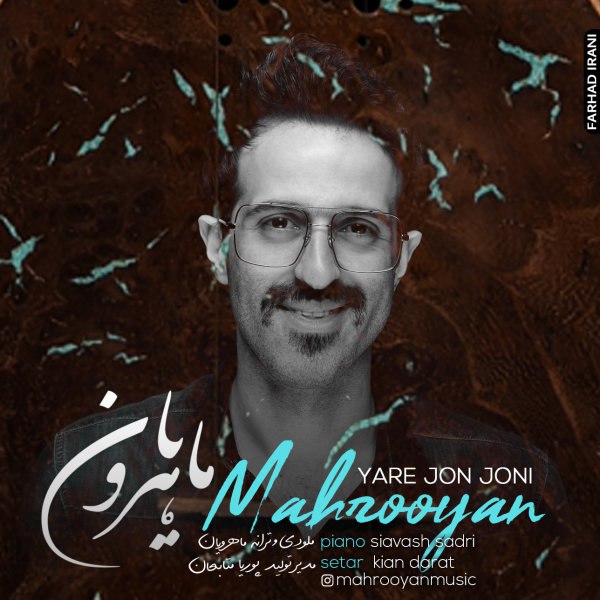 FARHAD IRANI
ماهرویان
YARE JON JONI
Mahrooyan
ملودی و ترانه ماهرویان piano siavash sadri
مدیر تولید پوریا متابعان setar kian darat
mahrooyanmusic